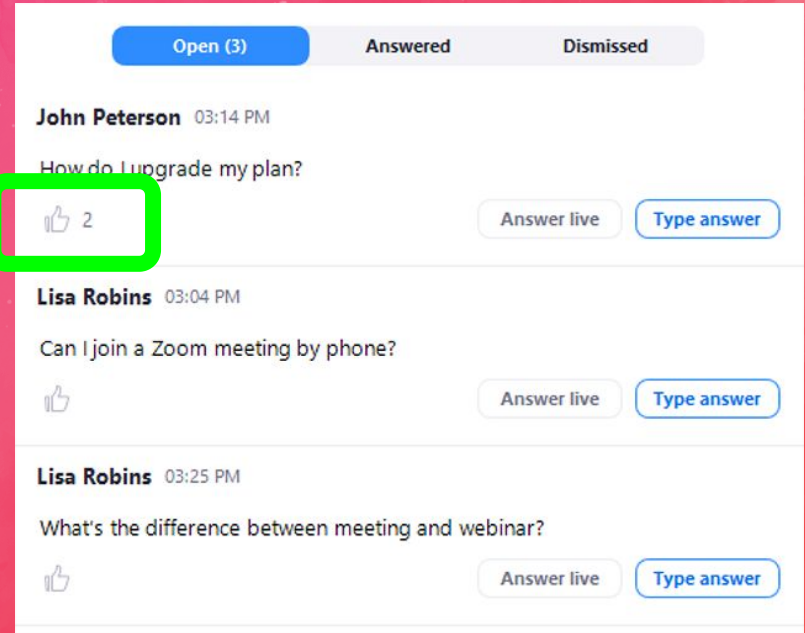 Open (3) Answered Dismissed
John Peterson 03:14 PM
How do I upgrade my plan?
2 Answer live Type answer
Lisa Robins 03:04 PM
Can I join a Zoom meeting by phone?
Answer live Type answer
Lisa Robins 03:25 PM
What's the difference between meeting and webinar?
Answer live Type answer